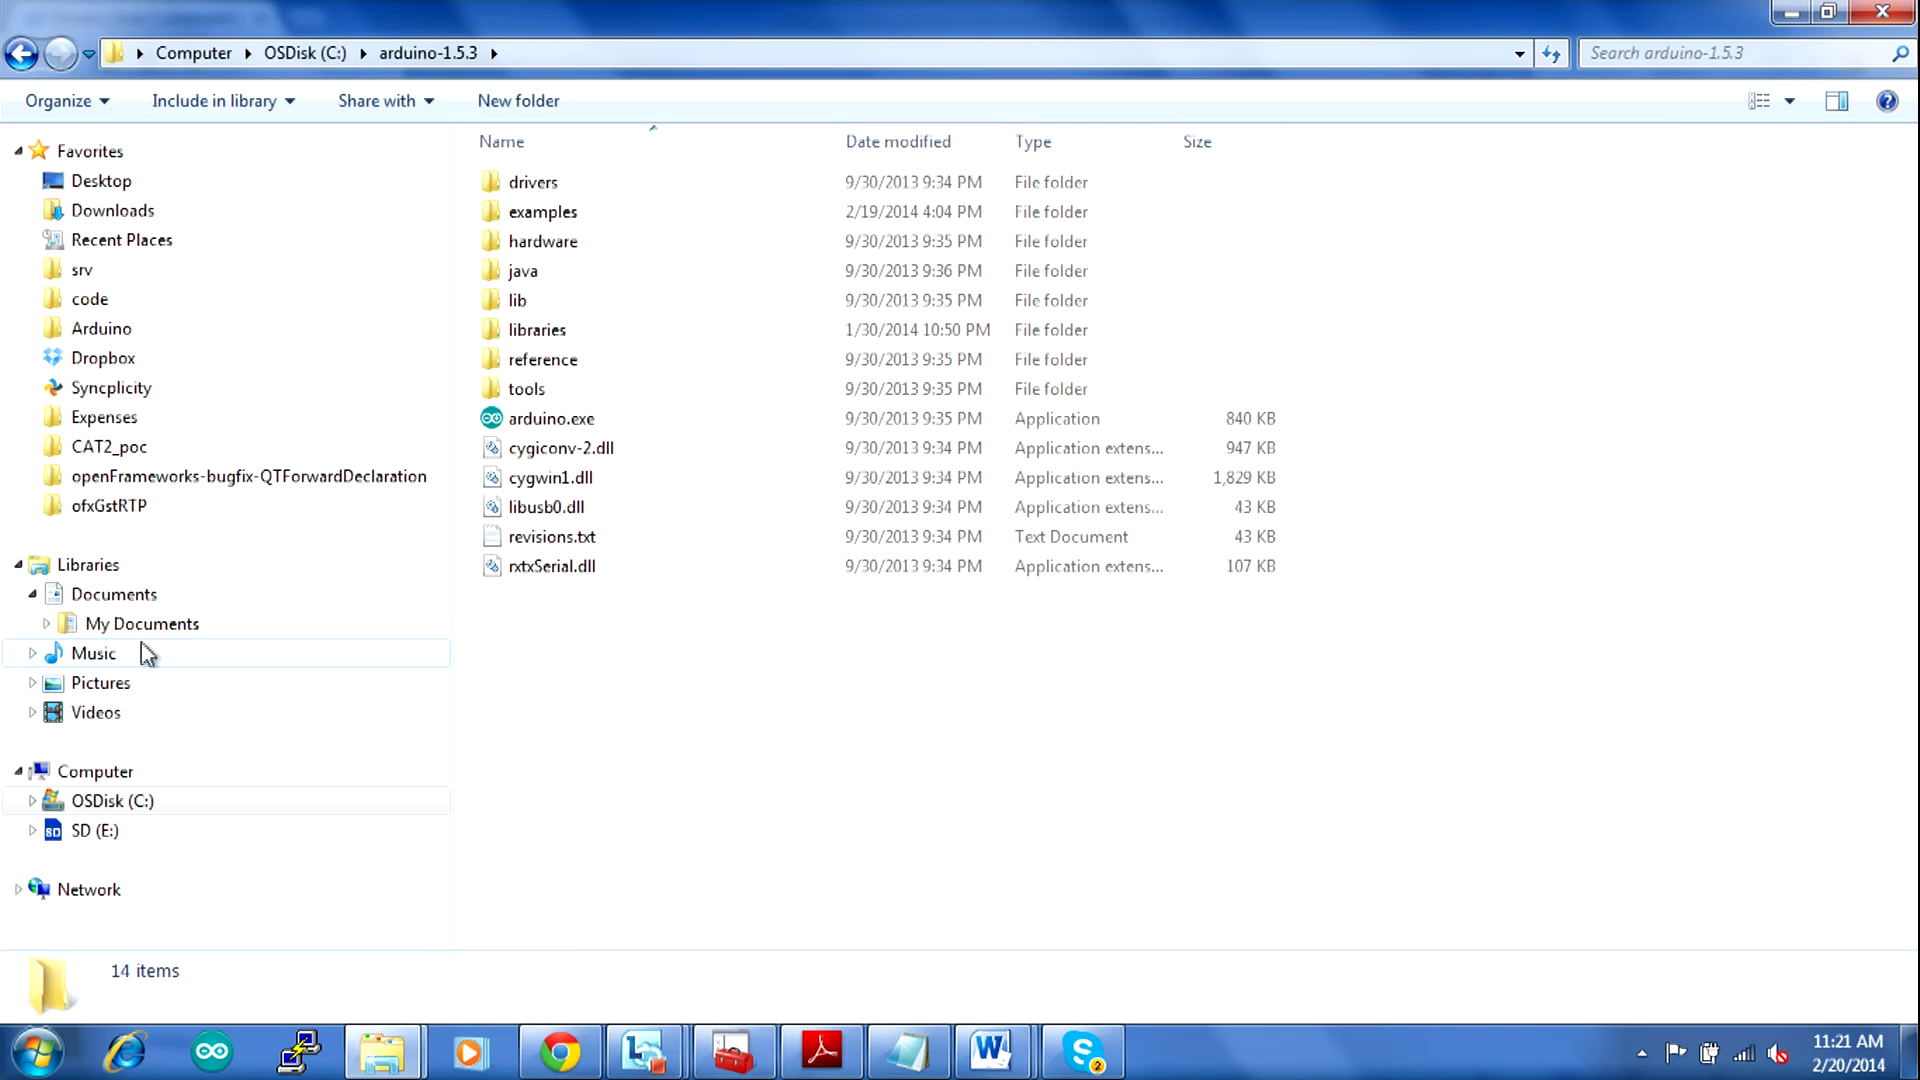 Computer OSDisk (C:) arduino-1.5.3
Search arduino-1.5.3
Organize Include in library Share with New folder
Name Date modified Type Size
Favorites
Desktop
Downloads
Recent Places
srv
code
Arduino
Dropbox
Syncplicity
Expenses
CAT2_poc
openFrameworks-bugfix-QTForwardDeclaration
ofxGstRTP
Libraries
Documents
My Documents
Music
Pictures
Videos
Computer
OSDisk (C:)
SD (E:)
Network
drivers 9/30/2013 9:34 PM File folder
examples 2/19/2014 4:04 PM File folder
hardware 9/30/2013 9:35 PM File folder
java 9/30/2013 9:36 PM File folder
lib 9/30/2013 9:35 PM File folder
libraries 1/30/2014 10:50 PM File folder
reference 9/30/2013 9:35 PM File folder
tools 9/30/2013 9:35 PM File folder
arduino.exe 9/30/2013 9:35 PM Application 840 KB
cygiconv-2.dll 9/30/2013 9:34 PM Application extens... 947 KB
cygwin1.dll 9/30/2013 9:34 PM Application extens... 1,829 KB
libusb0.dll 9/30/2013 9:34 PM Application extens... 43 KB
revisions.txt 9/30/2013 9:34 PM Text Document 43 KB
rxtxSerial.dll 9/30/2013 9:34 PM Application extens... 107 KB
14 items
11:21 AM
2/20/2014